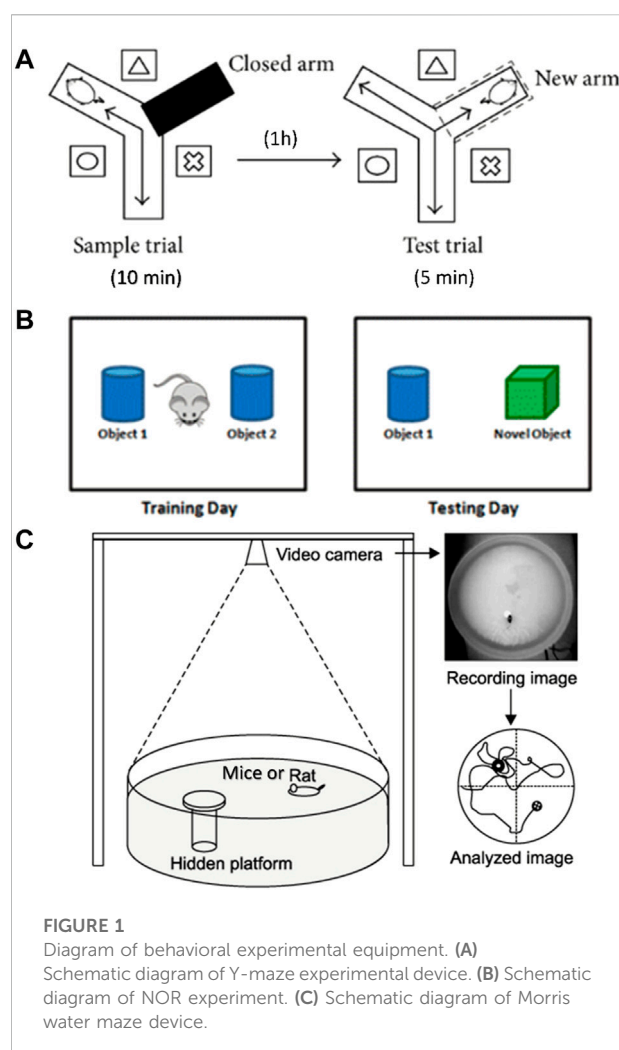 A
Closed arm
New arm
(1h)
Sample trial
Test trial
(10 min)
(5 min)
B
Object 1
Object 2
Object 1
Novel Object
Training Day
Testing Day
C
Video camera
Recording image
Mice or Rat
Hidden platform
Analyzed image
FIGURE 1
Diagram of behavioral experimental equipment. (A)
Schematic diagram of Y-maze experimental device. (B) Schematic
diagram of NOR experiment. (C) Schematic diagram of Morris
water maze device.